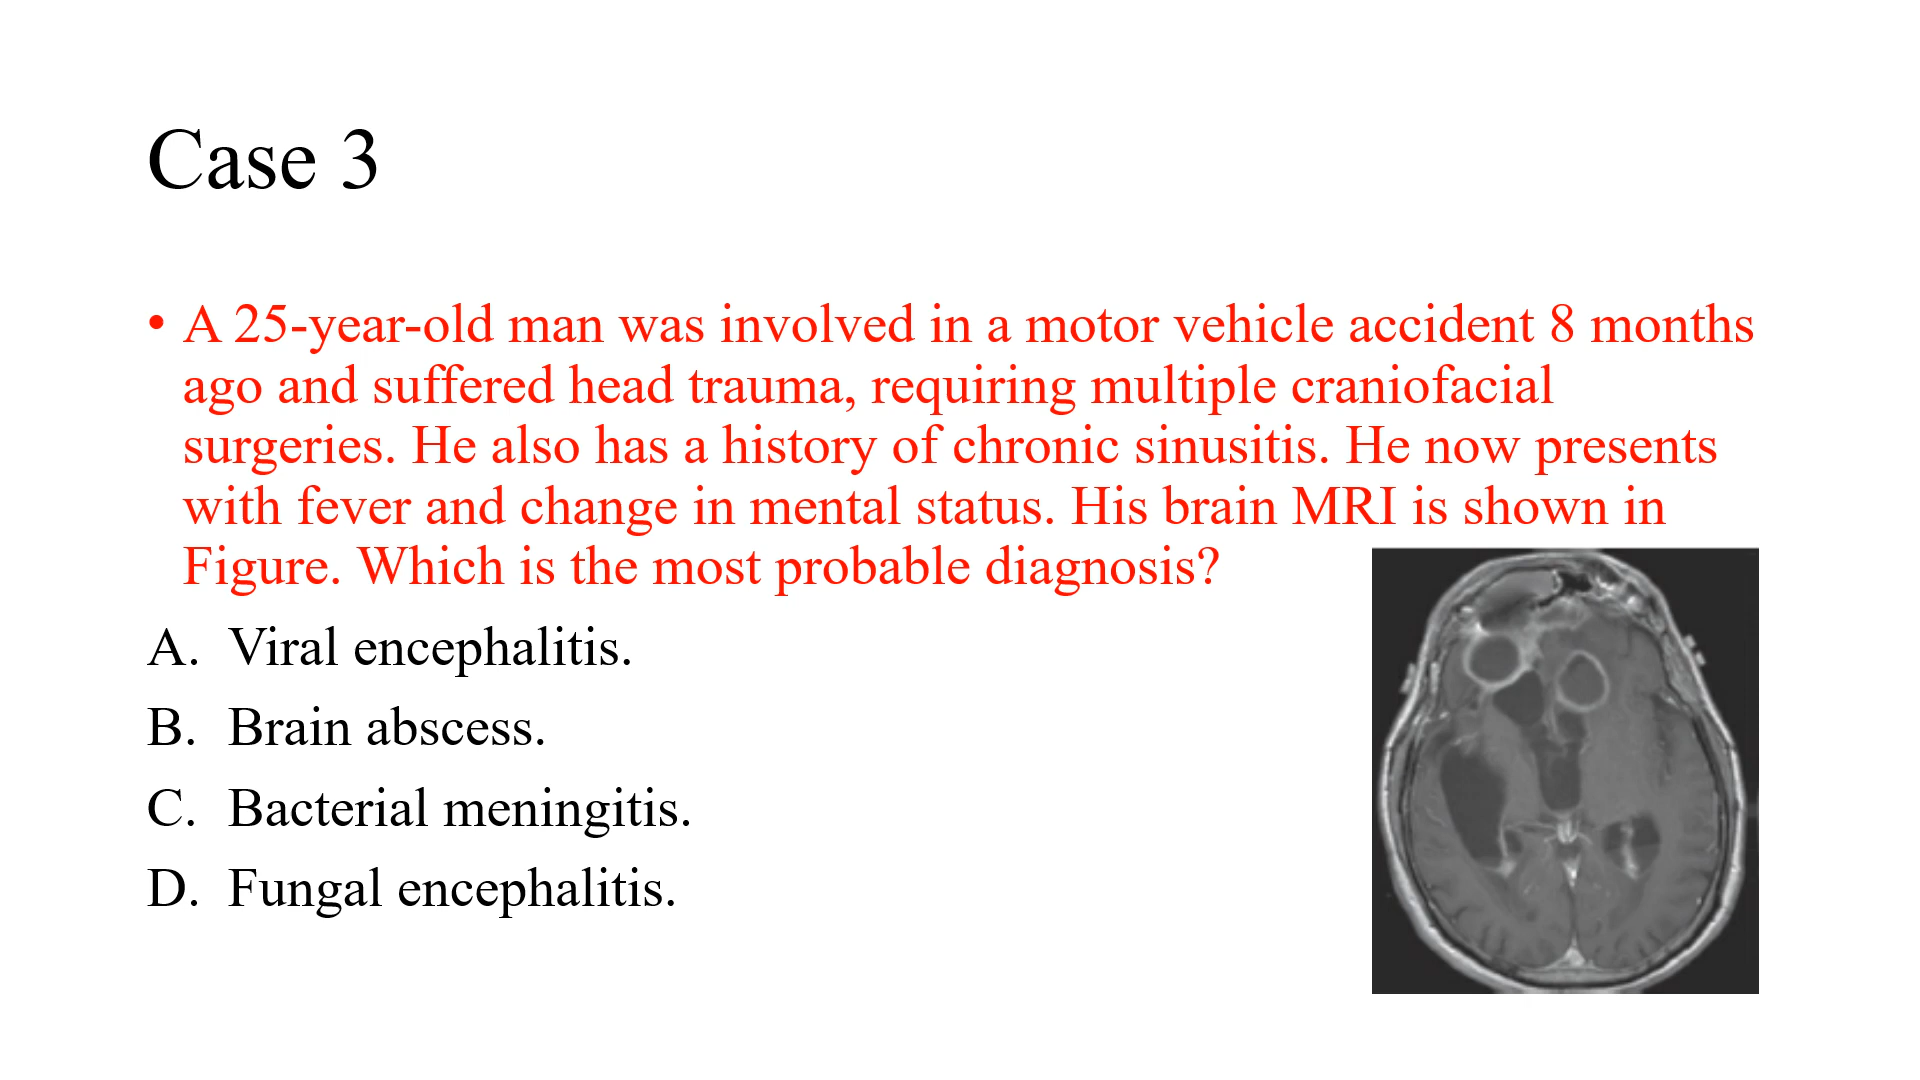 Case 3
• A 25-year-old man was involved in a motor vehicle accident 8 months
ago and suffered head trauma, requiring multiple craniofacial
surgeries. He also has a history of chronic sinusitis. He now presents
with fever and change in mental status. His brain MRI is shown in
Figure. Which is the most probable diagnosis?
A. Viral encephalitis.
B. Brain abscess.
C. Bacterial meningitis.
D. Fungal encephalitis.